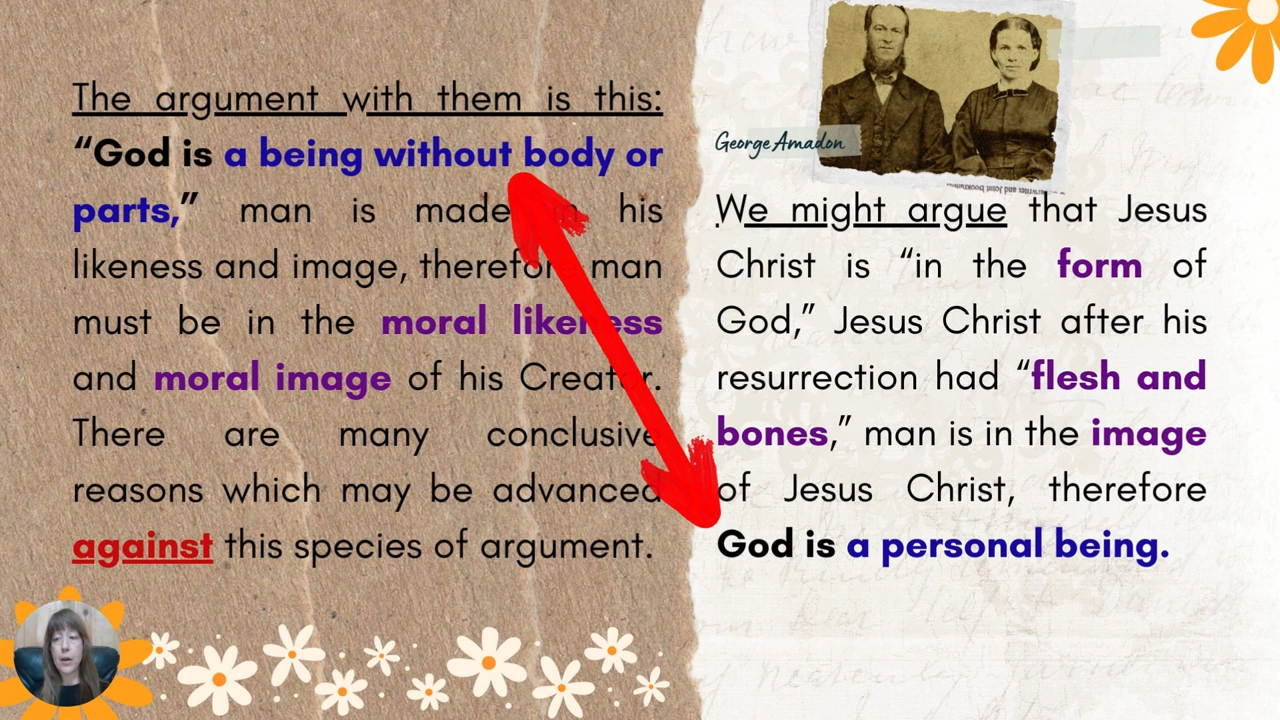 The argument with them is this:
“God is a being without body or
parts,” man is made in his
likeness and image, therefore man
must be in the moral likeness
and moral image of his Creator.
There are many conclusive
reasons which may be advanced
against this species of argument.
George Amadon
We might argue that Jesus
Christ is “in the form of
God,” Jesus Christ after his
resurrection had “flesh and
bones,” man is in the image
of Jesus Christ, therefore
God is a personal being.